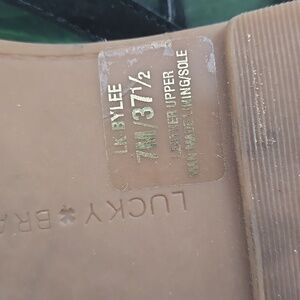 LK BYLEE
7M/37½
LEATHER UPPER
MAN MADE LINING/SOLE
LUCKY BRA